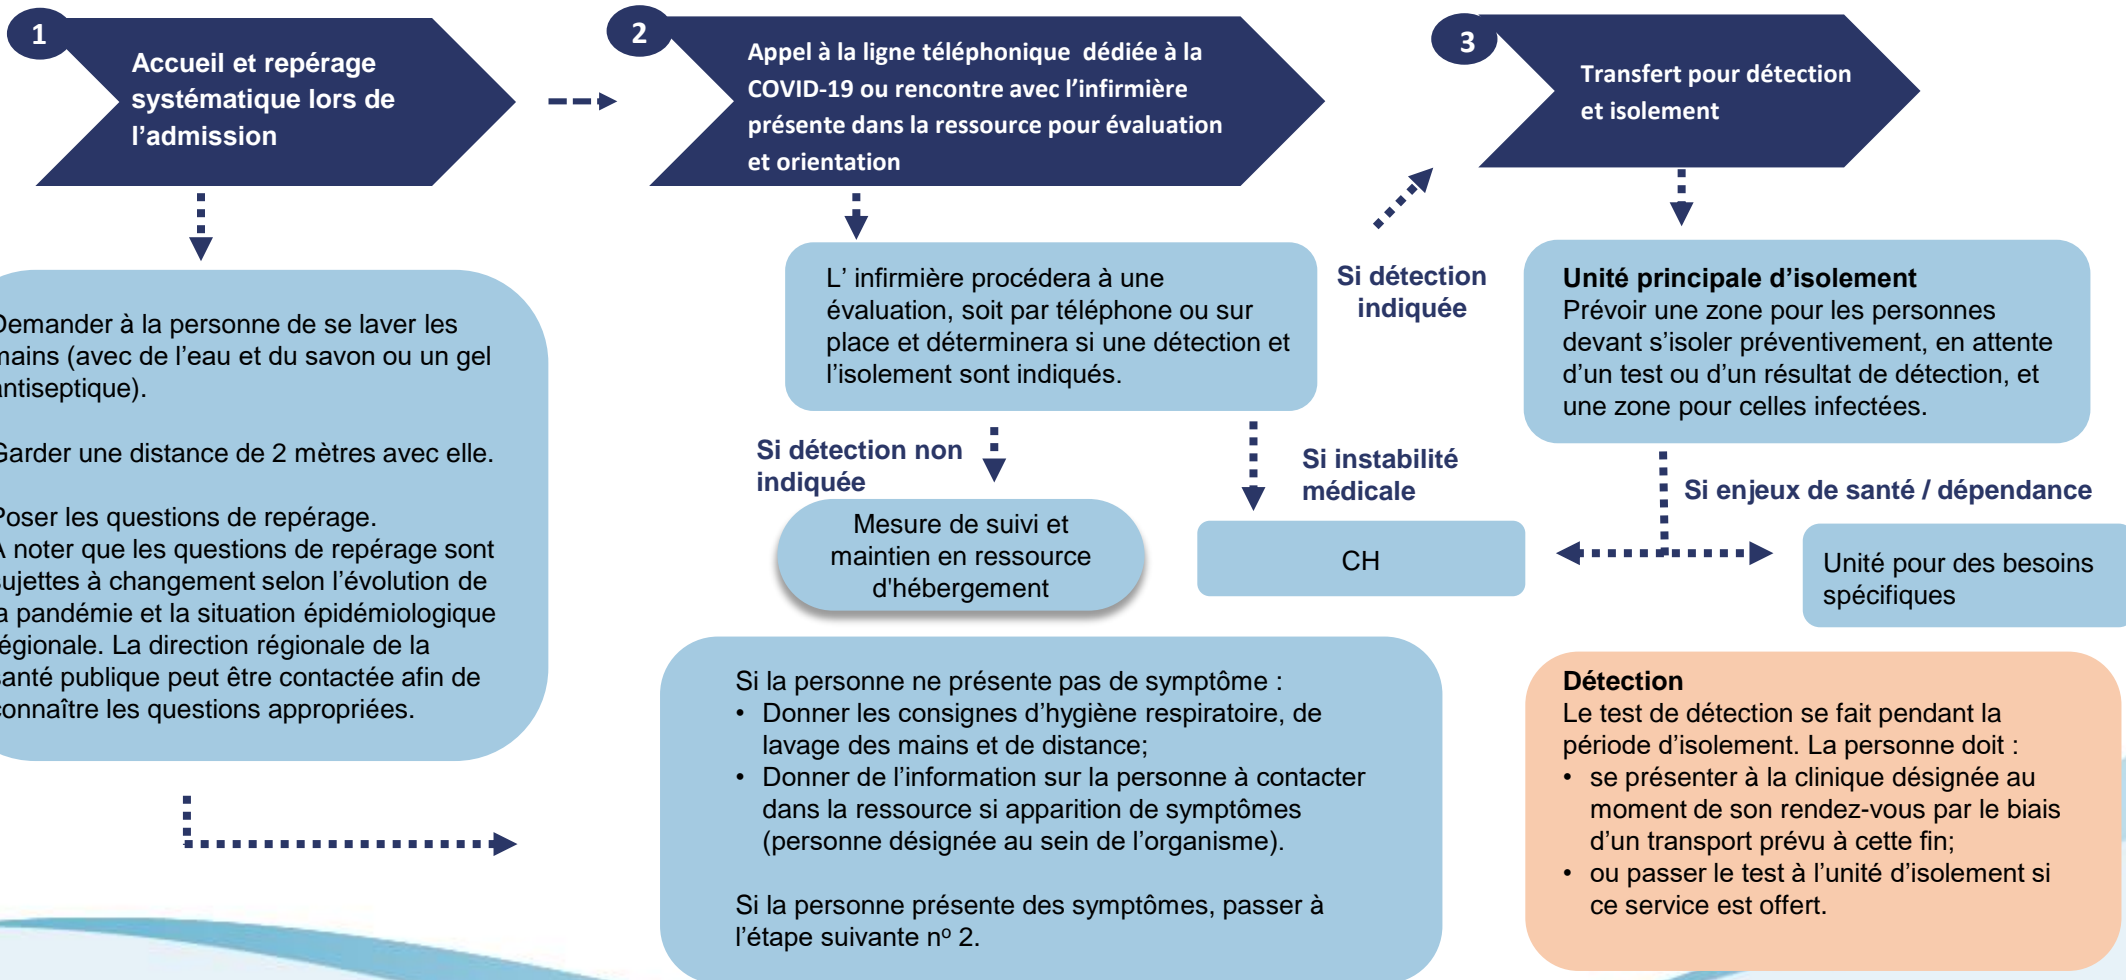 1
Accueil et repérage
systématique lors de
l'admission
Demander à la personne de se laver les
mains (avec de l'eau et du savon ou un gel
antiseptique).
Garder une distance de 2 mètres avec elle.
Poser les questions de repérage.
À noter que les questions de repérage sont
sujettes à changement selon l'évolution de
la pandémie et la situation épidémiologique
régionale. La direction régionale de la
santé publique peut être contactée afin de
connaître les questions appropriées.
2
Appel à la ligne téléphonique dédiée à la
COVID-19 ou rencontre avec l'infirmière
présente dans la ressource pour évaluation
et orientation
L' infirmière procédera à une
évaluation, soit par téléphone ou sur
place et déterminera si une détection et
l'isolement sont indiqués.
Si détection non
indiquée
Mesure de suivi et
maintien en ressource
d'hébergement
Si instabilité
médicale
CH
Si la personne ne présente pas de symptôme :
• Donner les consignes d'hygiène respiratoire, de
lavage des mains et de distance;
• Donner de l'information sur la personne à contacter
dans la ressource si apparition de symptômes
(personne désignée au sein de l'organisme).
Si la personne présente des symptômes, passer à
l'étape suivante nº 2.
Si détection
indiquée
3
Transfert pour détection
et isolement
Unité principale d'isolement
Prévoir une zone pour les personnes
devant s'isoler préventivement, en attente
d'un test ou d'un résultat de détection, et
une zone pour celles infectées.
Si enjeux de santé / dépendance
Unité pour des besoins
spécifiques
Détection
Le test de détection se fait pendant la
période d'isolement. La personne doit :
• se présenter à la clinique désignée au
moment de son rendez-vous par le biais
d'un transport prévu à cette fin;
• ou passer le test à l'unité d'isolement si
ce service est offert.